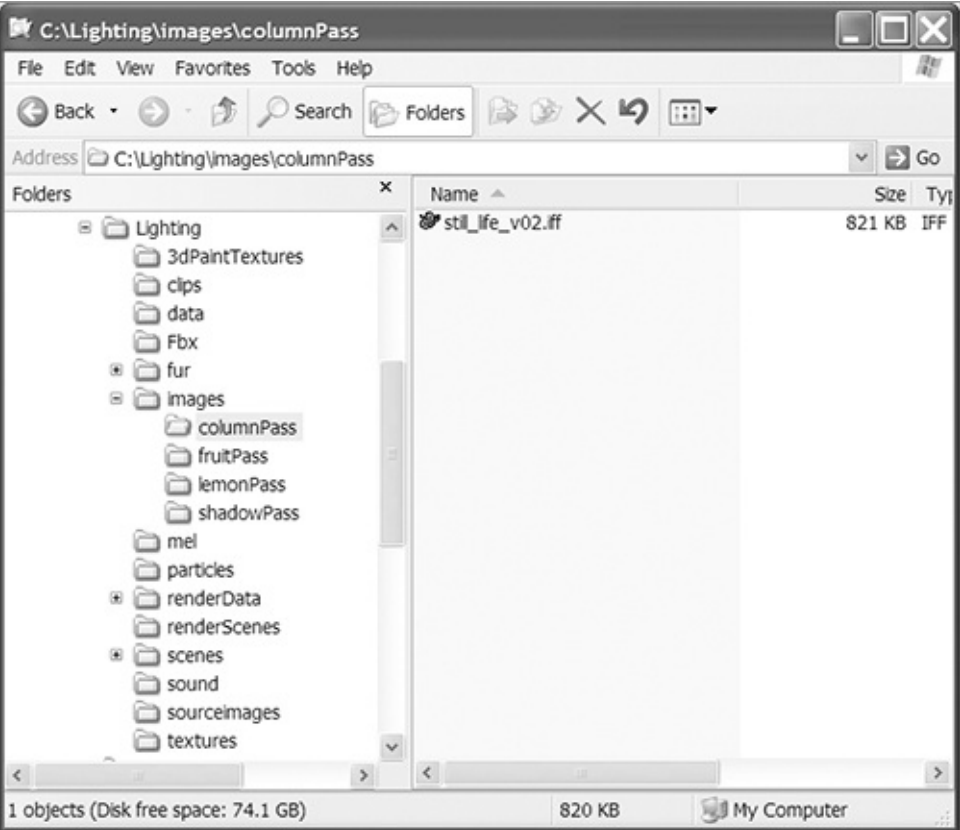 C:\Lighting\images\columnPass
File Edit View Favorites Tools Help
Back Search Folders
Address C:\Lighting\images\columnPass Go
Folders
Name Size Typ
Lighting
still_life_v02.iff 821 KB IFF
3dPaintTextures
clips
data
Fbx
fur
images
columnPass
fruitPass
lemonPass
shadowPass
mel
particles
renderData
renderScenes
scenes
sound
sourceimages
textures
1 objects (Disk free space: 74.1 GB) 820 KB My Computer